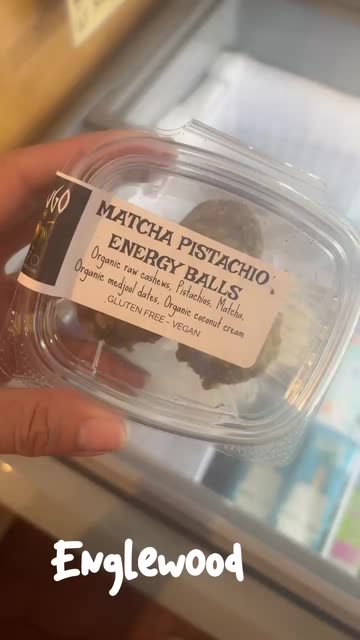 MATCHA PISTACHIO
ENERGY BALLS
Organic raw cashews, Pistachios, Matcha,
Organic medjool dates, Organic coconut cream
GLUTEN FREE - VEGAN
Englewood